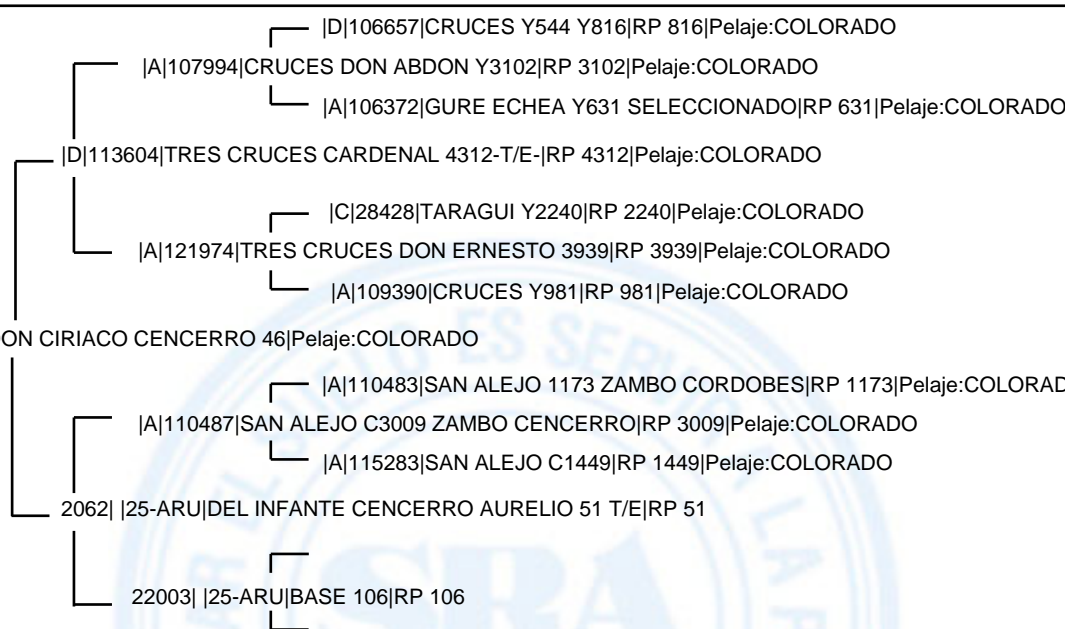 |D|106657|CRUCES Y544 Y816|RP 816|Pelaje:COLORADO
|A|107994|CRUCES DON ABDON Y3102|RP 3102|Pelaje:COLORADO
|A|106372|GURE ECHEA Y631 SELECCIONADO|RP 631|Pelaje:COLORADO
|D|113604|TRES CRUCES CARDENAL 4312-T/E-|RP 4312|Pelaje:COLORADO
|C|28428|TARAGUI Y2240|RP 2240|Pelaje:COLORADO
|A|121974|TRES CRUCES DON ERNESTO 3939|RP 3939|Pelaje:COLORADO
|A|109390|CRUCES Y981|RP 981|Pelaje:COLORADO
ON CIRIACO CENCERRO 46|Pelaje:COLORADO
|A|110483|SAN ALEJO 1173 ZAMBO CORDOBES|RP 1173|Pelaje:COLORAD
|A|110487|SAN ALEJO C3009 ZAMBO CENCERRO|RP 3009|Pelaje:COLORADO
|A|115283|SAN ALEJO C1449|RP 1449|Pelaje:COLORADO
2062| |25-ARU|DEL INFANTE CENCERRO AURELIO 51 T/E|RP 51
22003| |25-ARU|BASE 106|RP 106